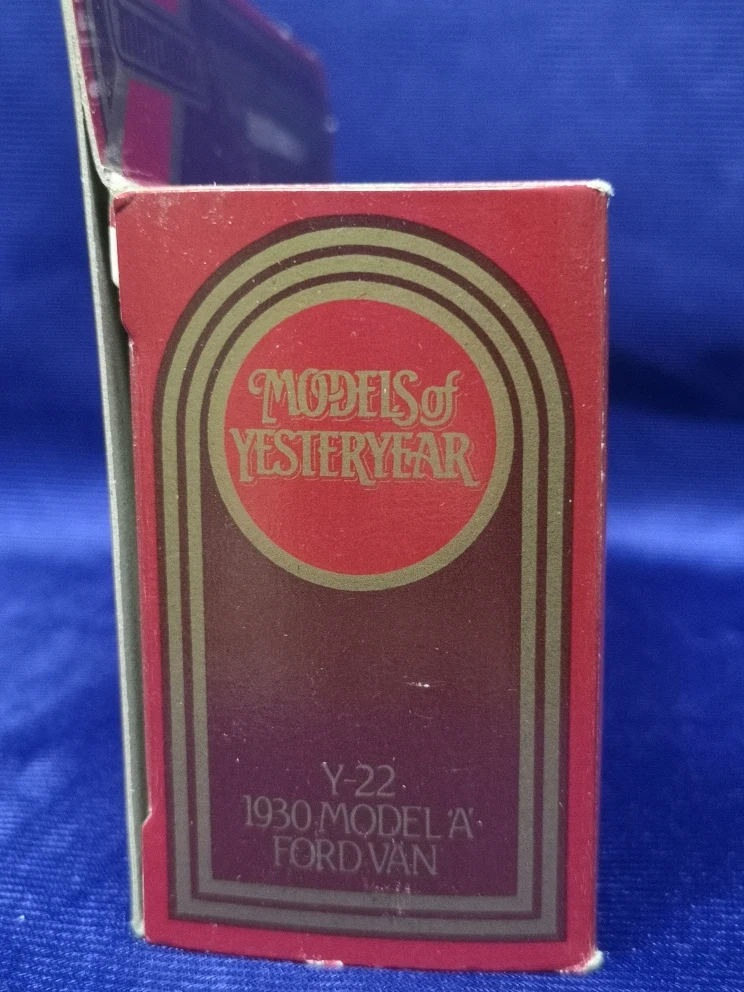 MODELS of
YESTERYEAR
Y-22
1930 MODEL 'A'
FORD VAN